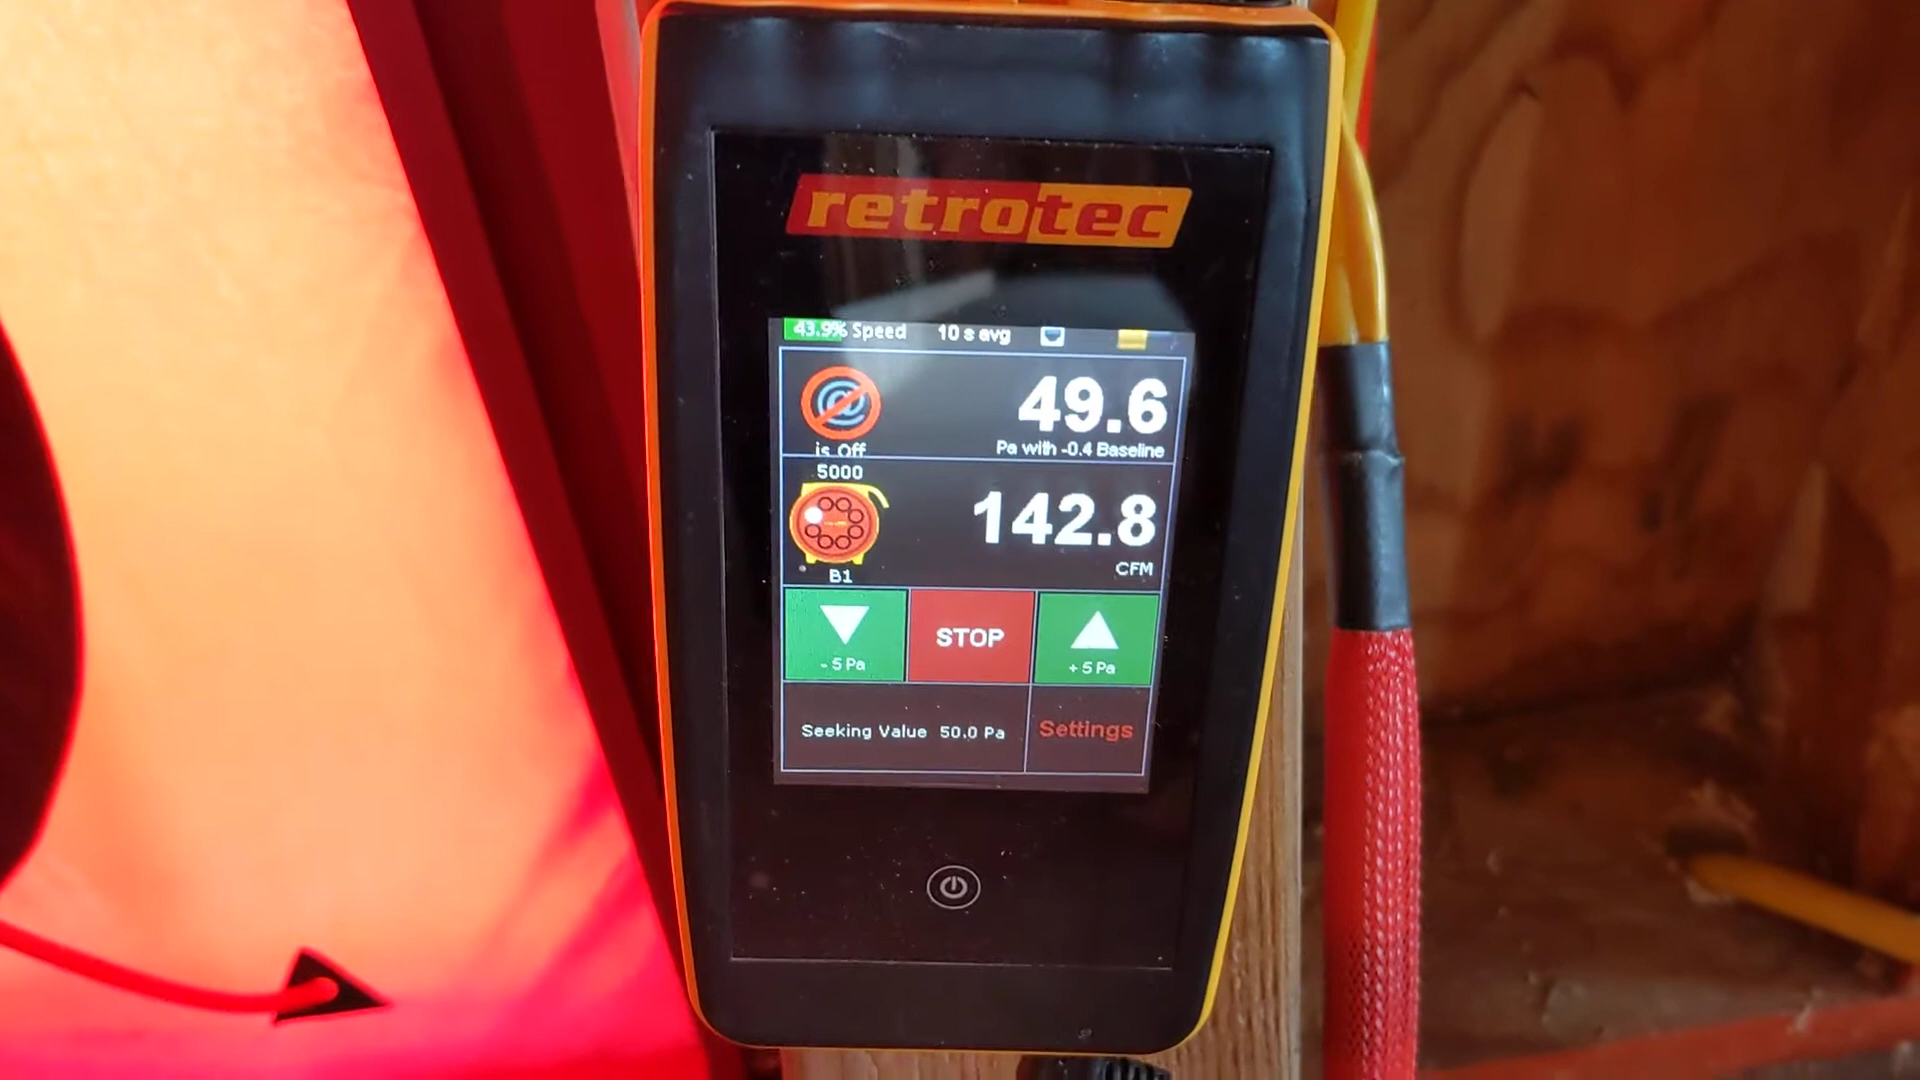 retrotec
43.9% Speed 10 s avg
49.6
is Off
Pa with -0.4 Baseline
5000
142.8
CFM
B1
STOP
- 5 Pa
+ 5 Pa
Seeking Value 50.0 Pa
Settings